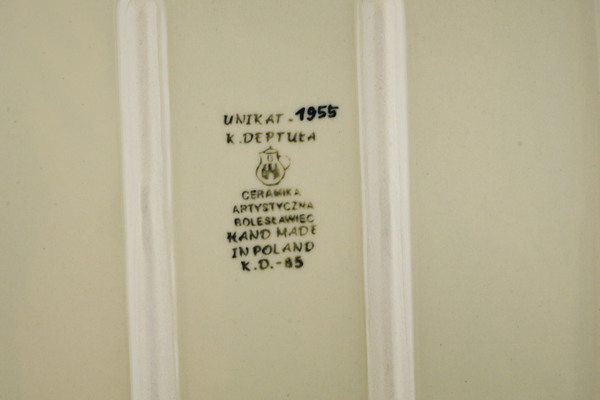 UNIKAT - 1955
K. DEPTUŁA
CERAMIKA
ARTYSTYCZNA
BOLESŁAWIEC
HAND MADE
IN POLAND
K.D.-85